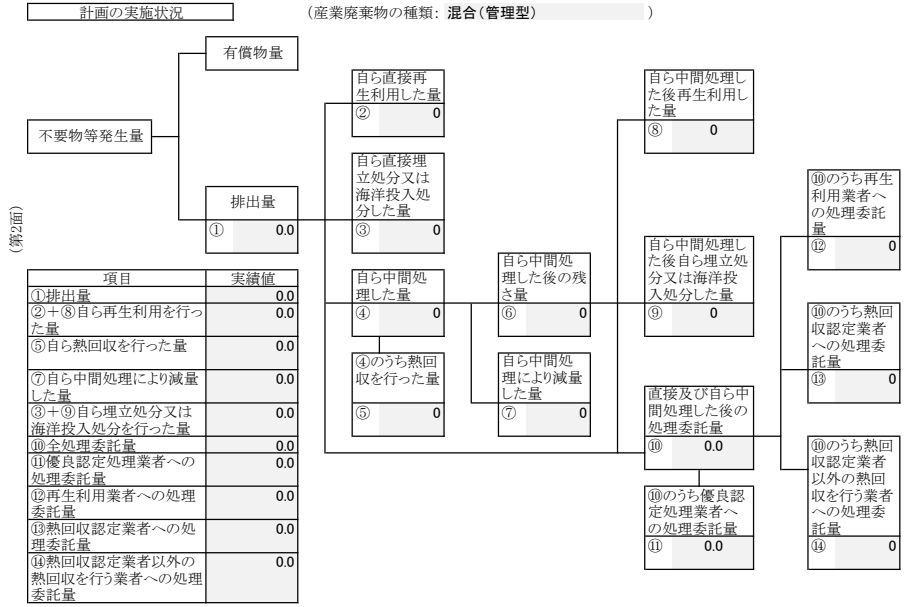 計画の実施状況
（産業廃棄物の種類： 混合（管理型） ）
（第2面）
不要物等発生量
有償物量
排出量
① 0.0
自ら直接再
生利用した量
② 0
自ら直接埋
立処分又は
海洋投入処
分した量
③ 0
自ら中間処
理した量
④ 0
④のうち熱回
収を行った量
⑤ 0
自ら中間処
理した後の残
さ量
⑥ 0
自ら中間処
理により減量
した量
⑦ 0
自ら中間処理し
た後再生利用し
た量
⑧ 0
自ら中間処理し
た後自ら埋立処
分又は海洋投
入処分した量
⑨ 0
直接及び自ら中
間処理した後の
処理委託量
⑩ 0.0
⑩のうち優良認
定処理業者へ
の処理委託量
⑪ 0.0
⑩のうち再生
利用業者へ
の処理委託
量
⑫ 0
⑩のうち熱回
収認定業者
への処理委
託量
⑬ 0
⑩のうち熱回
収認定業者
以外の熱回
収を行う業者
への処理委
託量
⑭ 0
項目 実績値
①排出量 0.0
②＋⑧自ら再生利用を行っ 0.0
た量
⑤自ら熱回収を行った量 0.0
⑦自ら中間処理により減量 0.0
した量
③＋⑨自ら埋立処分又は 0.0
海洋投入処分を行った量
⑩全処理委託量 0.0
⑪優良認定処理業者への 0.0
処理委託量
⑫再生利用業者への処理 0.0
委託量
⑬熱回収認定業者への処 0.0
理委託量
⑭熱回収認定業者以外の 0.0
熱回収を行う業者への処理
委託量